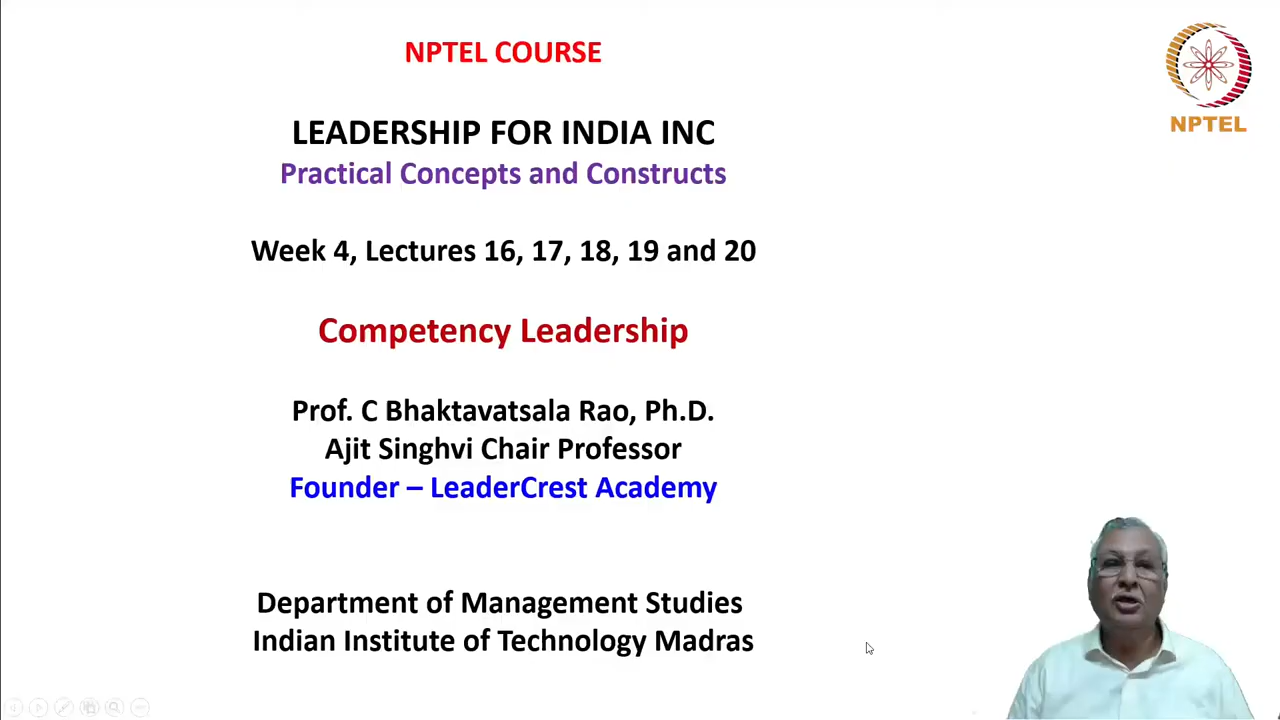 NPTEL COURSE
LEADERSHIP FOR INDIA INC
Practical Concepts and Constructs
Week 4, Lectures 16, 17, 18, 19 and 20
Competency Leadership
Prof. C Bhaktavatsala Rao, Ph.D.
Ajit Singhvi Chair Professor
Founder – LeaderCrest Academy
Department of Management Studies
Indian Institute of Technology Madras
NPTEL